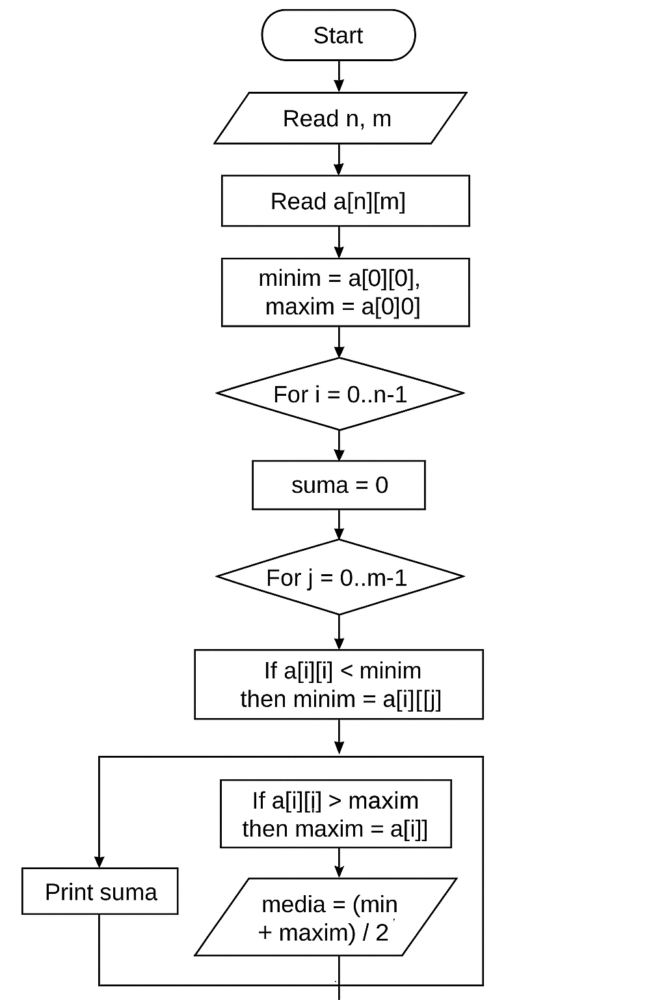 Start
Read n, m
Read a[n][m]
minim = a[0][0],
maxim = a[0]0]
For i = 0..n-1
suma = 0
For j = 0..m-1
If a[i][i] < minim
then minim = a[i][[j]
If a[i][j] > maxim
then maxim = a[i]]
Print suma
media = (min
+ maxim) / 2